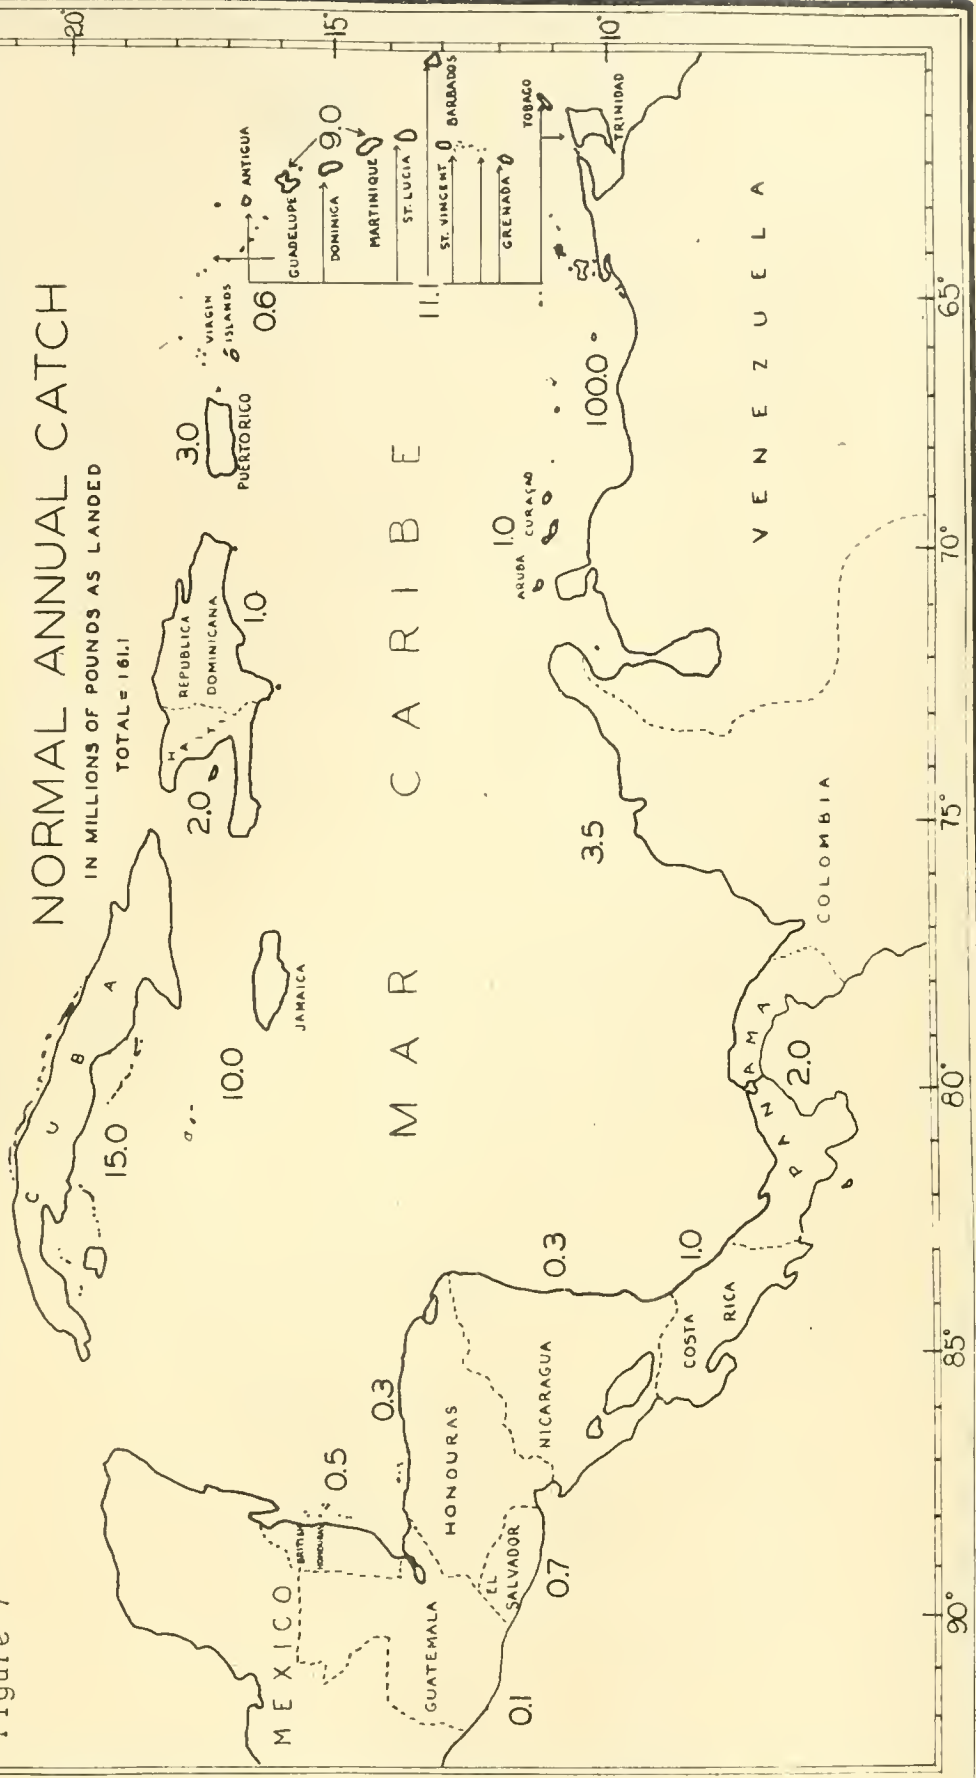 Figure 7
NORMAL ANNUAL CATCH
IN MILLIONS OF POUNDS AS LANDED
TOTAL = 161.1
20°
15°
10°
CUBA
15.0
10.0
JAMAICA
HAITI
2.0
REPUBLICA
DOMINICANA
1.0
3.0
PUERTO RICO
VIRGIN
ISLANDS
0.6
ANTIGUA
GUADELUPE
9.0
DOMINICA
MARTINIQUE
ST. LUCIA
11.1
BARBADOS
ST. VINCENT
GRENADA
TOBAGO
TRINIDAD
MAR CARIBE
MEXICO
BRITISH
HONDURAS
0.5
0.3
HONDURAS
GUATEMALA
0.1
EL
SALVADOR
0.7
NICARAGUA
0.3
COSTA
RICA
1.0
PANAMA
2.0
COLOMBIA
3.5
ARUBA
CURAÇAO
1.0
100.0
VENEZUELA
90°
85°
80°
75°
70°
65°